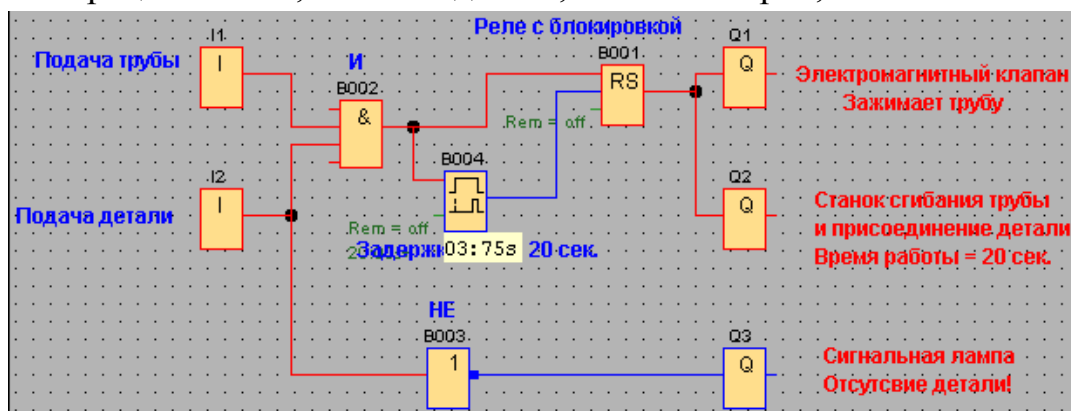 Реле с блокировкой
I1
Q1
Подача трубы
I
И
B001
Q
B002
RS
Электромагнитный клапан
Зажимает трубу
&
Rem = off
B004
I2
Q2
I
Q
Подача детали
Станок сгибания трубы
и присоединение детали
Время работы = 20 сек.
Rem = off
03:75s 20 сек.
НЕ
B003
Q3
1
Q
Сигнальная лампа
Отсутсвие детали!